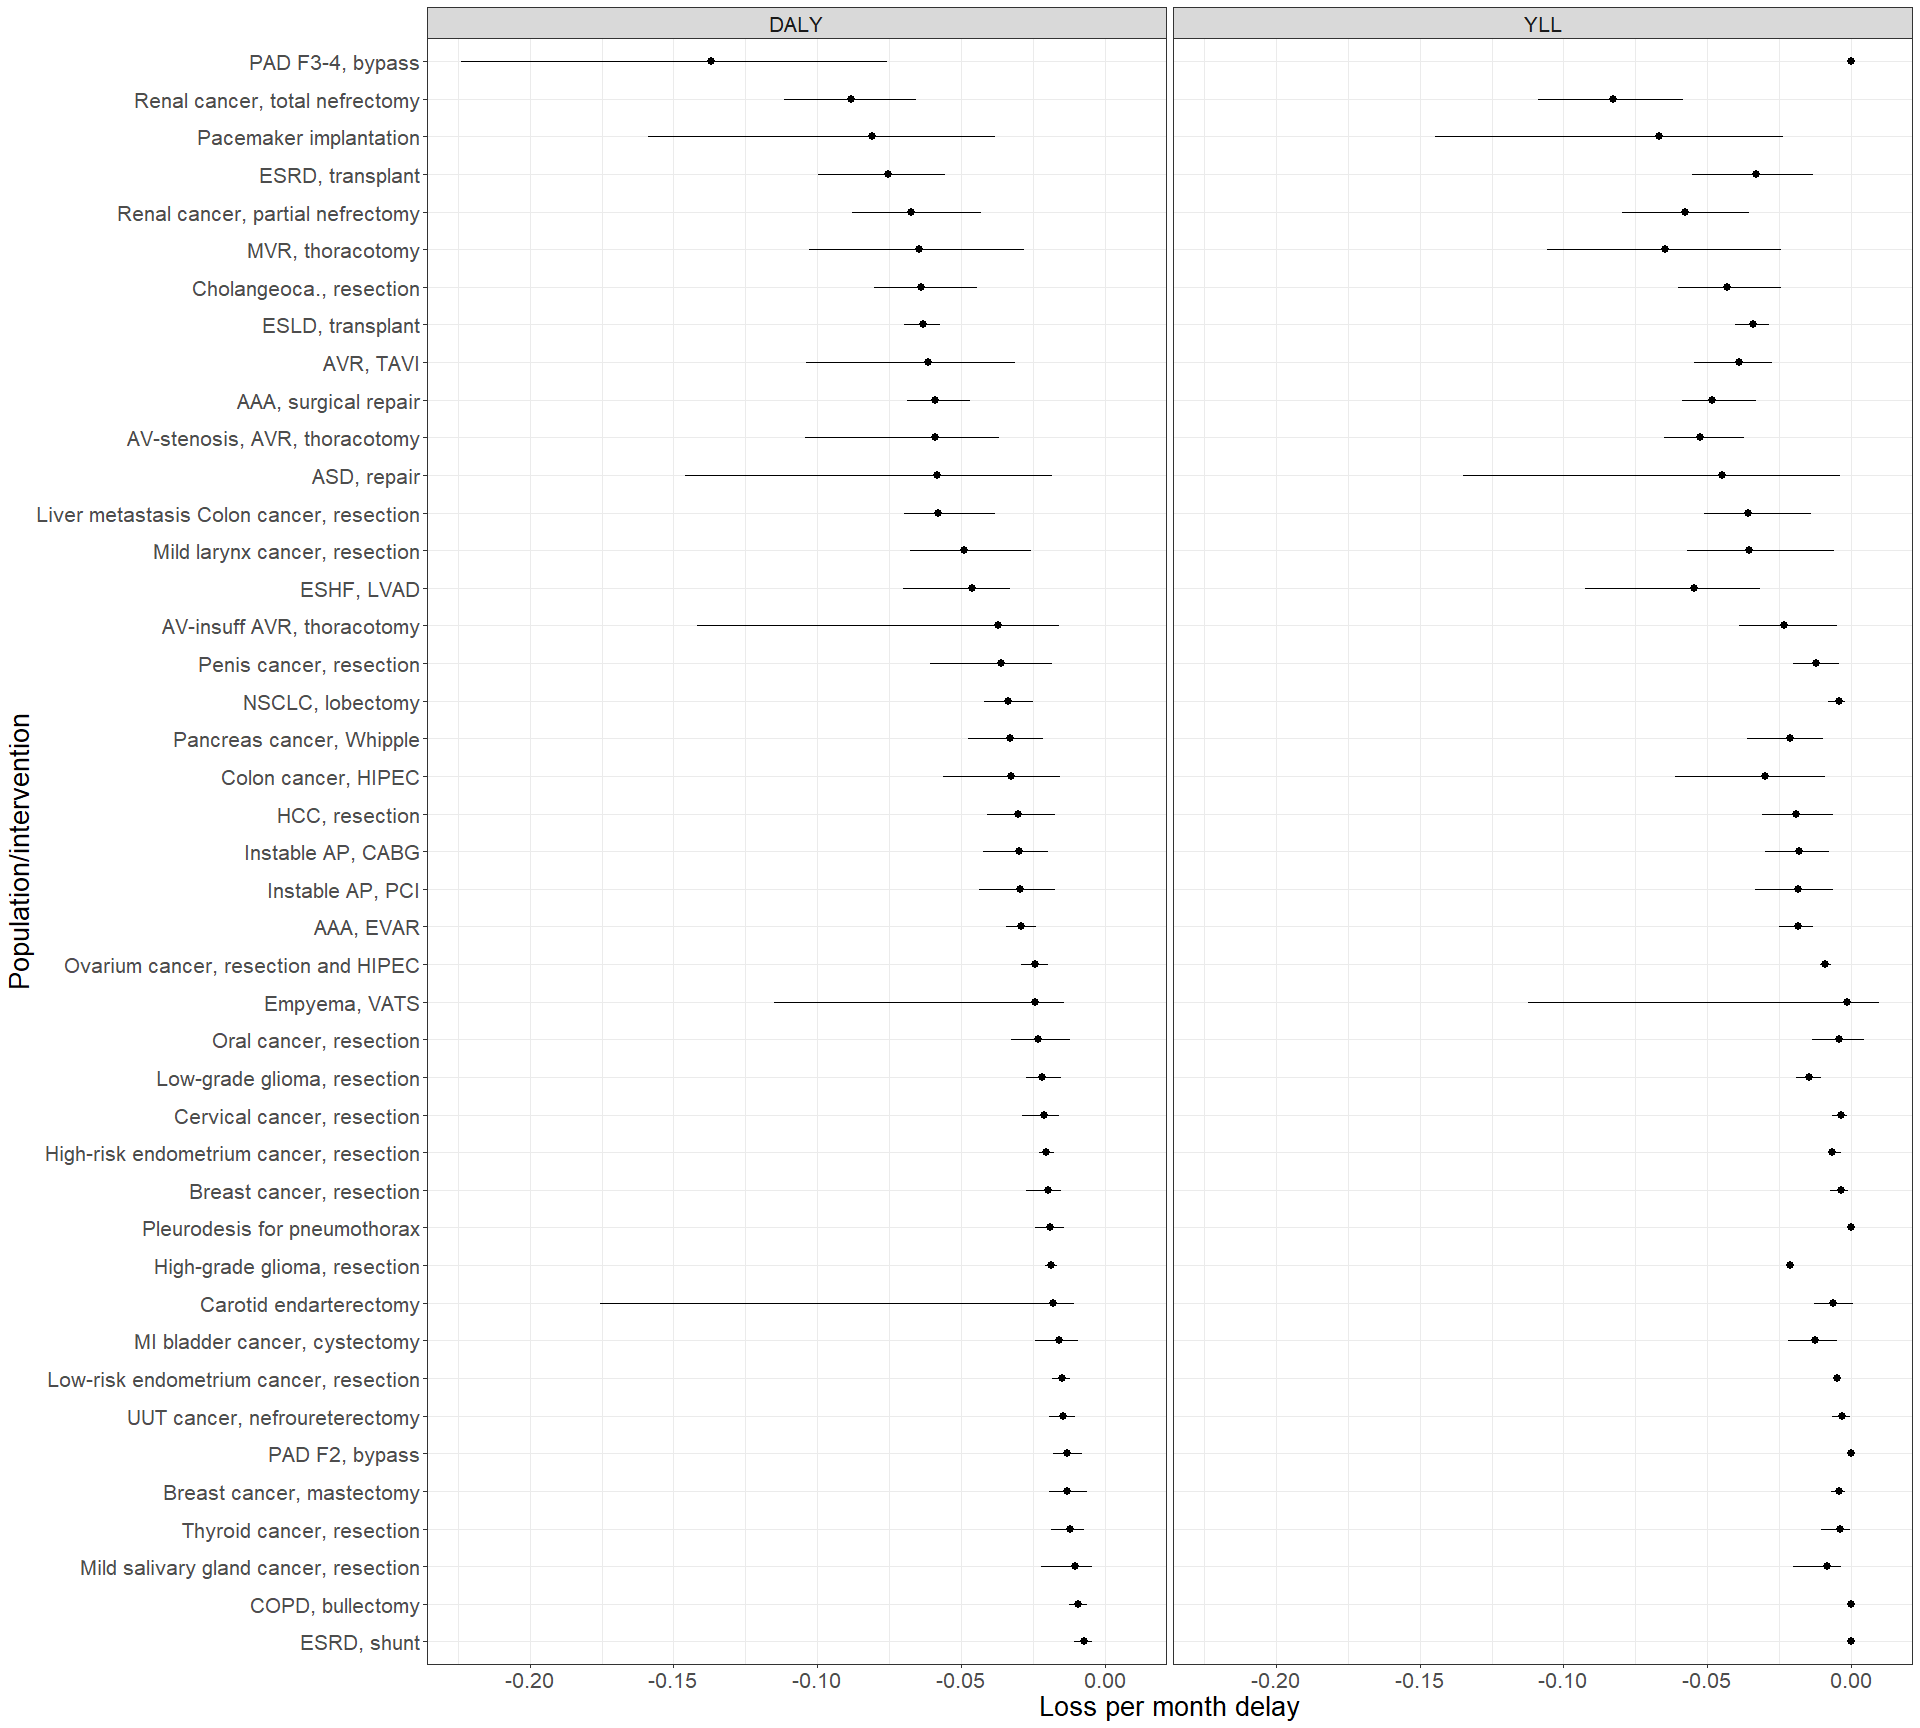 DALY
YLL
PAD F3-4, bypass
Renal cancer, total nefrectomy
Pacemaker implantation
ESRD, transplant
Renal cancer, partial nefrectomy
MVR, thoracotomy
Cholangeoca., resection
ESLD, transplant
AVR, TAVI
AAA, surgical repair
AV-stenosis, AVR, thoracotomy
ASD, repair
Liver metastasis Colon cancer, resection
Mild larynx cancer, resection
ESHF, LVAD
AV-insuff AVR, thoracotomy
Penis cancer, resection
NSCLC, lobectomy
Pancreas cancer, Whipple
Colon cancer, HIPEC
HCC, resection
Instable AP, CABG
Instable AP, PCI
AAA, EVAR
Ovarium cancer, resection and HIPEC
Empyema, VATS
Oral cancer, resection
Low-grade glioma, resection
Cervical cancer, resection
High-risk endometrium cancer, resection
Breast cancer, resection
Pleurodesis for pneumothorax
High-grade glioma, resection
Carotid endarterectomy
MI bladder cancer, cystectomy
Low-risk endometrium cancer, resection
UUT cancer, nefroureterectomy
PAD F2, bypass
Breast cancer, mastectomy
Thyroid cancer, resection
Mild salivary gland cancer, resection
COPD, bullectomy
ESRD, shunt
Population/intervention
-0.20 -0.15 -0.10 -0.05 0.00
-0.20 -0.15 -0.10 -0.05 0.00
Loss per month delay